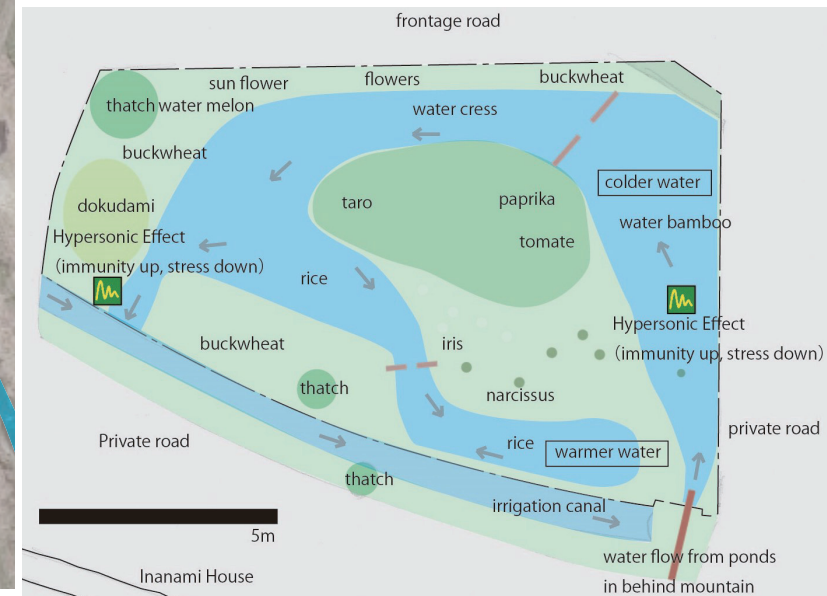 frontage road
sun flower
flowers
buckwheat
thatch
water melon
water cress
buckwheat
colder water
dokudami
taro
paprika
water bamboo
Hypersonic Effect
(immunity up, stress down)
tomate
rice
Hypersonic Effect
(immunity up, stress down)
buckwheat
iris
thatch
narcissus
private road
Private road
rice
warmer water
thatch
irrigation canal
5m
water flow from ponds
in behind mountain
Inanami House